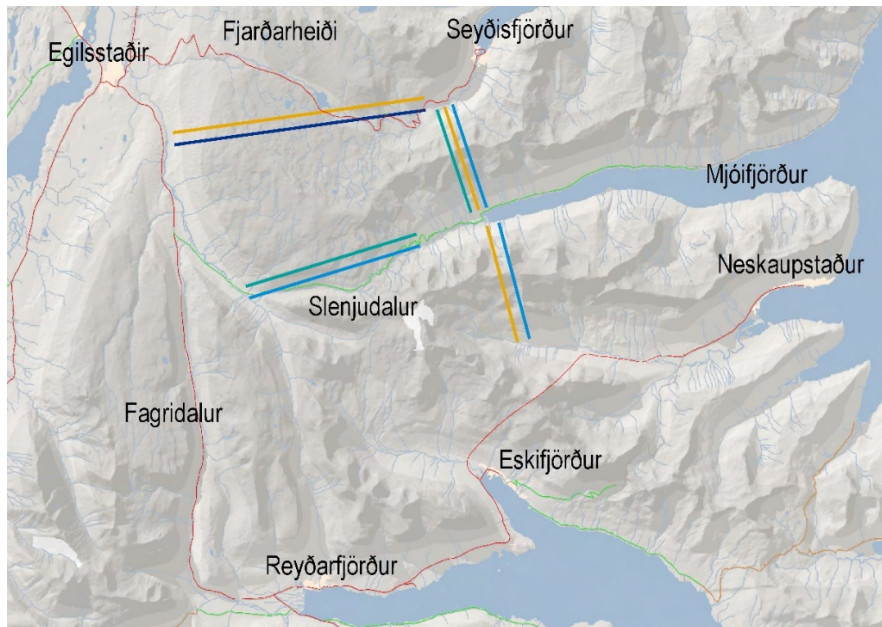 Fjarðarheiði
Seyðisfjörður
Egilsstaðir
Mjóifjörður
Neskaupstaður
Slenjudalur
Fagridalur
Eskifjörður
Reyðarfjörður